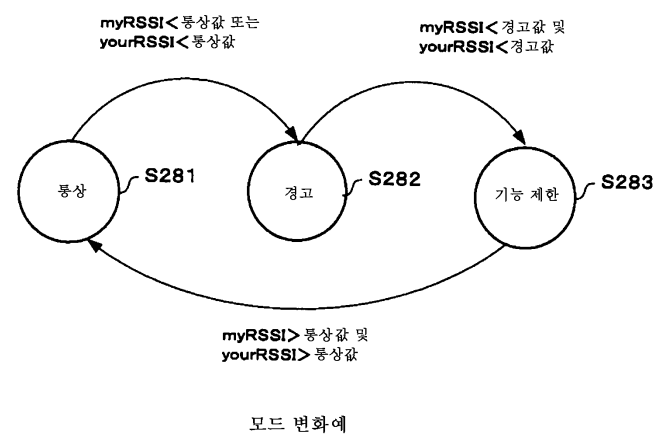 myRSSI<통상값 또는
yourRSSI<통상값
myRSSI<경고값 및
yourRSSI<경고값
통상
S281
경고
S282
기능 제한
S283
myRSSI>통상값 및
yourRSSI>통상값
모드 변화예